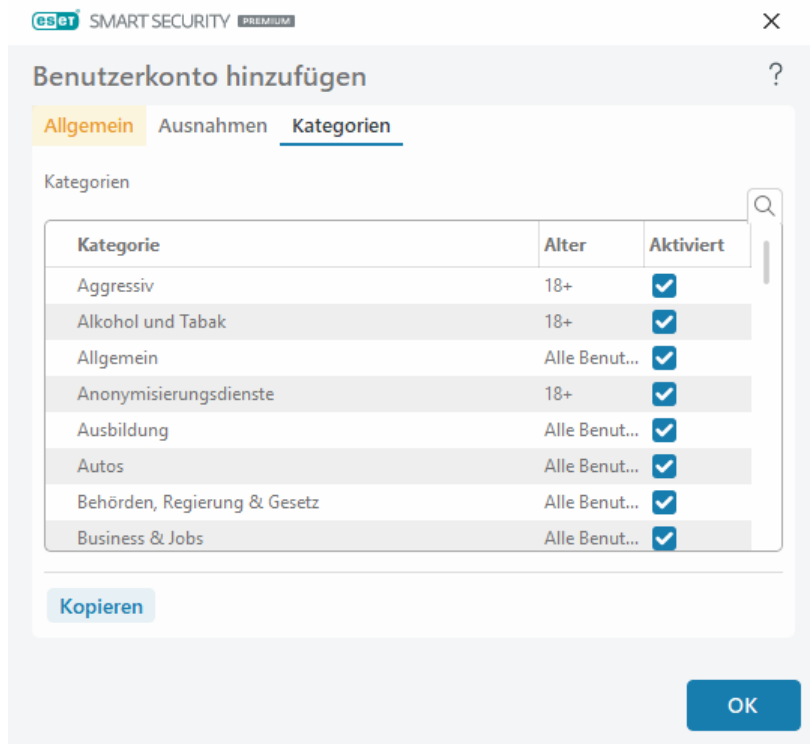 eset SMART SECURITY PREMIUM
Benutzerkonto hinzufügen ?
Allgemein Ausnahmen Kategorien
Kategorien
Kategorie Alter Aktiviert
Aggressiv 18+
Alkohol und Tabak 18+
Allgemein Alle Benut...
Anonymisierungsdienste 18+
Ausbildung Alle Benut...
Autos Alle Benut...
Behörden, Regierung & Gesetz Alle Benut...
Business & Jobs Alle Benut...
Kopieren
OK